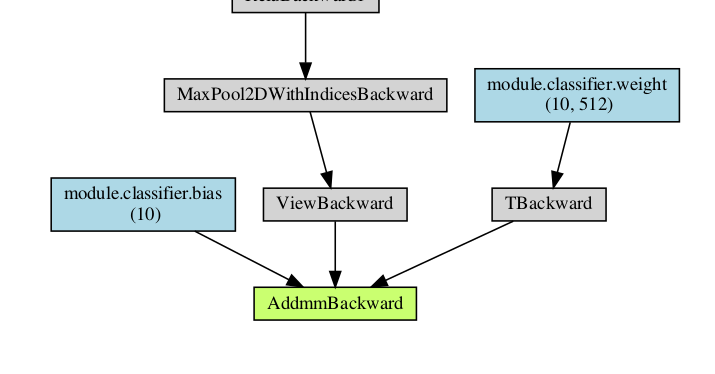 MaxPool2DWithIndicesBackward
module.classifier.weight
(10, 512)
module.classifier.bias
(10)
ViewBackward
TBackward
AddmmBackward